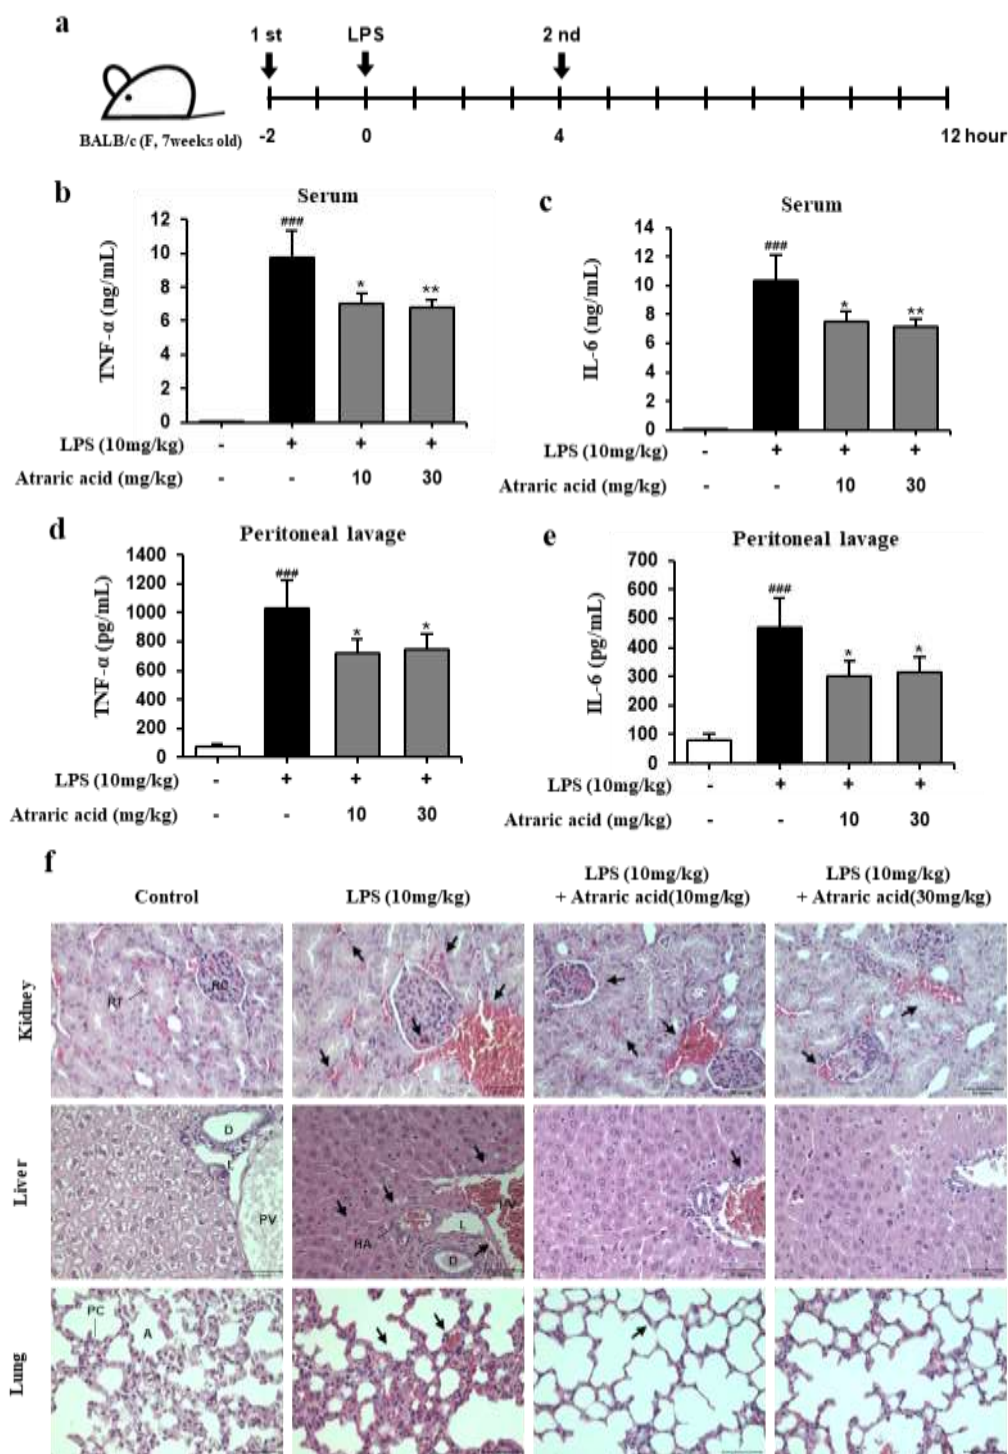 a
1 st LPS 2 nd
BALB/c (F, 7weeks old)
-2 0 4 12 hour
b
Serum
TNF-α (ng/mL)
12
10
8
6
4
2
0
###
*
**
LPS (10mg/kg) - + + +
Atraric acid (mg/kg) - - 10 30
c
Serum
IL-6 (ng/mL)
14
12
10
8
6
4
2
0
###
*
**
LPS (10mg/kg) - + + +
Atraric acid (mg/kg) - - 10 30
d
Peritoneal lavage
TNF-α (pg/mL)
1400
1200
1000
800
600
400
200
0
###
*
*
LPS (10mg/kg) - + + +
Atraric acid (mg/kg) - - 10 30
e
Peritoneal lavage
IL-6 (pg/mL)
700
600
500
400
300
200
100
0
###
*
*
LPS (10mg/kg) - + + +
Atraric acid (mg/kg) - - 10 30
f
Control
LPS (10mg/kg)
LPS (10mg/kg)
+ Atraric acid(10mg/kg)
LPS (10mg/kg)
+ Atraric acid(30mg/kg)
Kidney
RT
RC
Liver
D
L
PV
HA
L
D
PV
Lung
PC
A